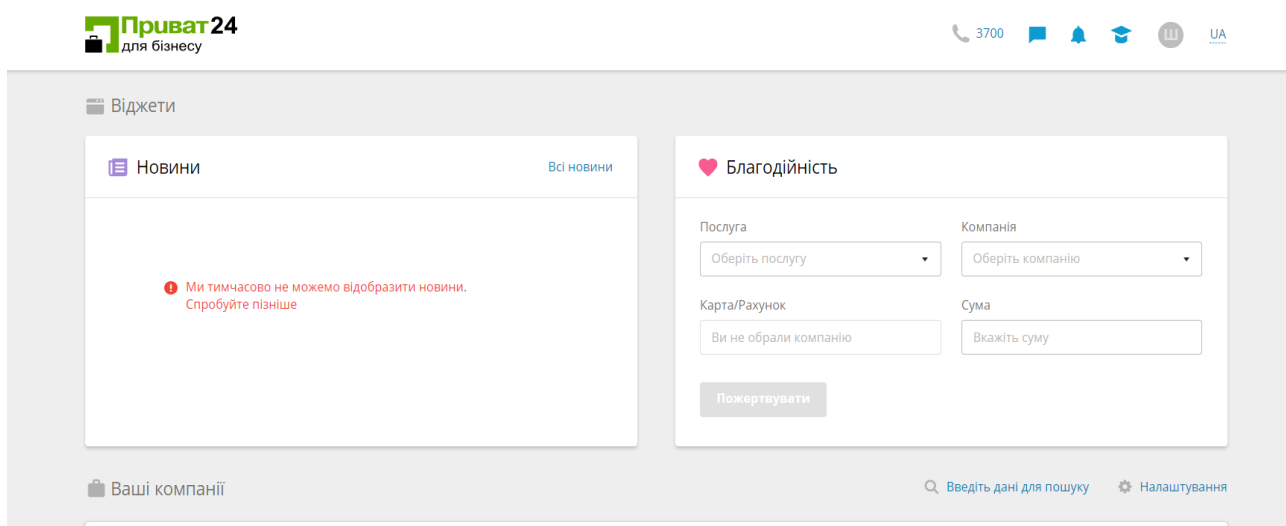 Приват24
для бізнесу
3700
Ш
UA
Віджети
Новини
Всі новини
Ми тимчасово не можемо відобразити новини.
Спробуйте пізніше
Благодійність
Послуга
Компанія
Оберіть послугу
Оберіть компанію
Карта/Рахунок
Сума
Ви не обрали компанію
Вкажіть суму
Пожертвувати
Ваші компанії
Введіть дані для пошуку
Налаштування